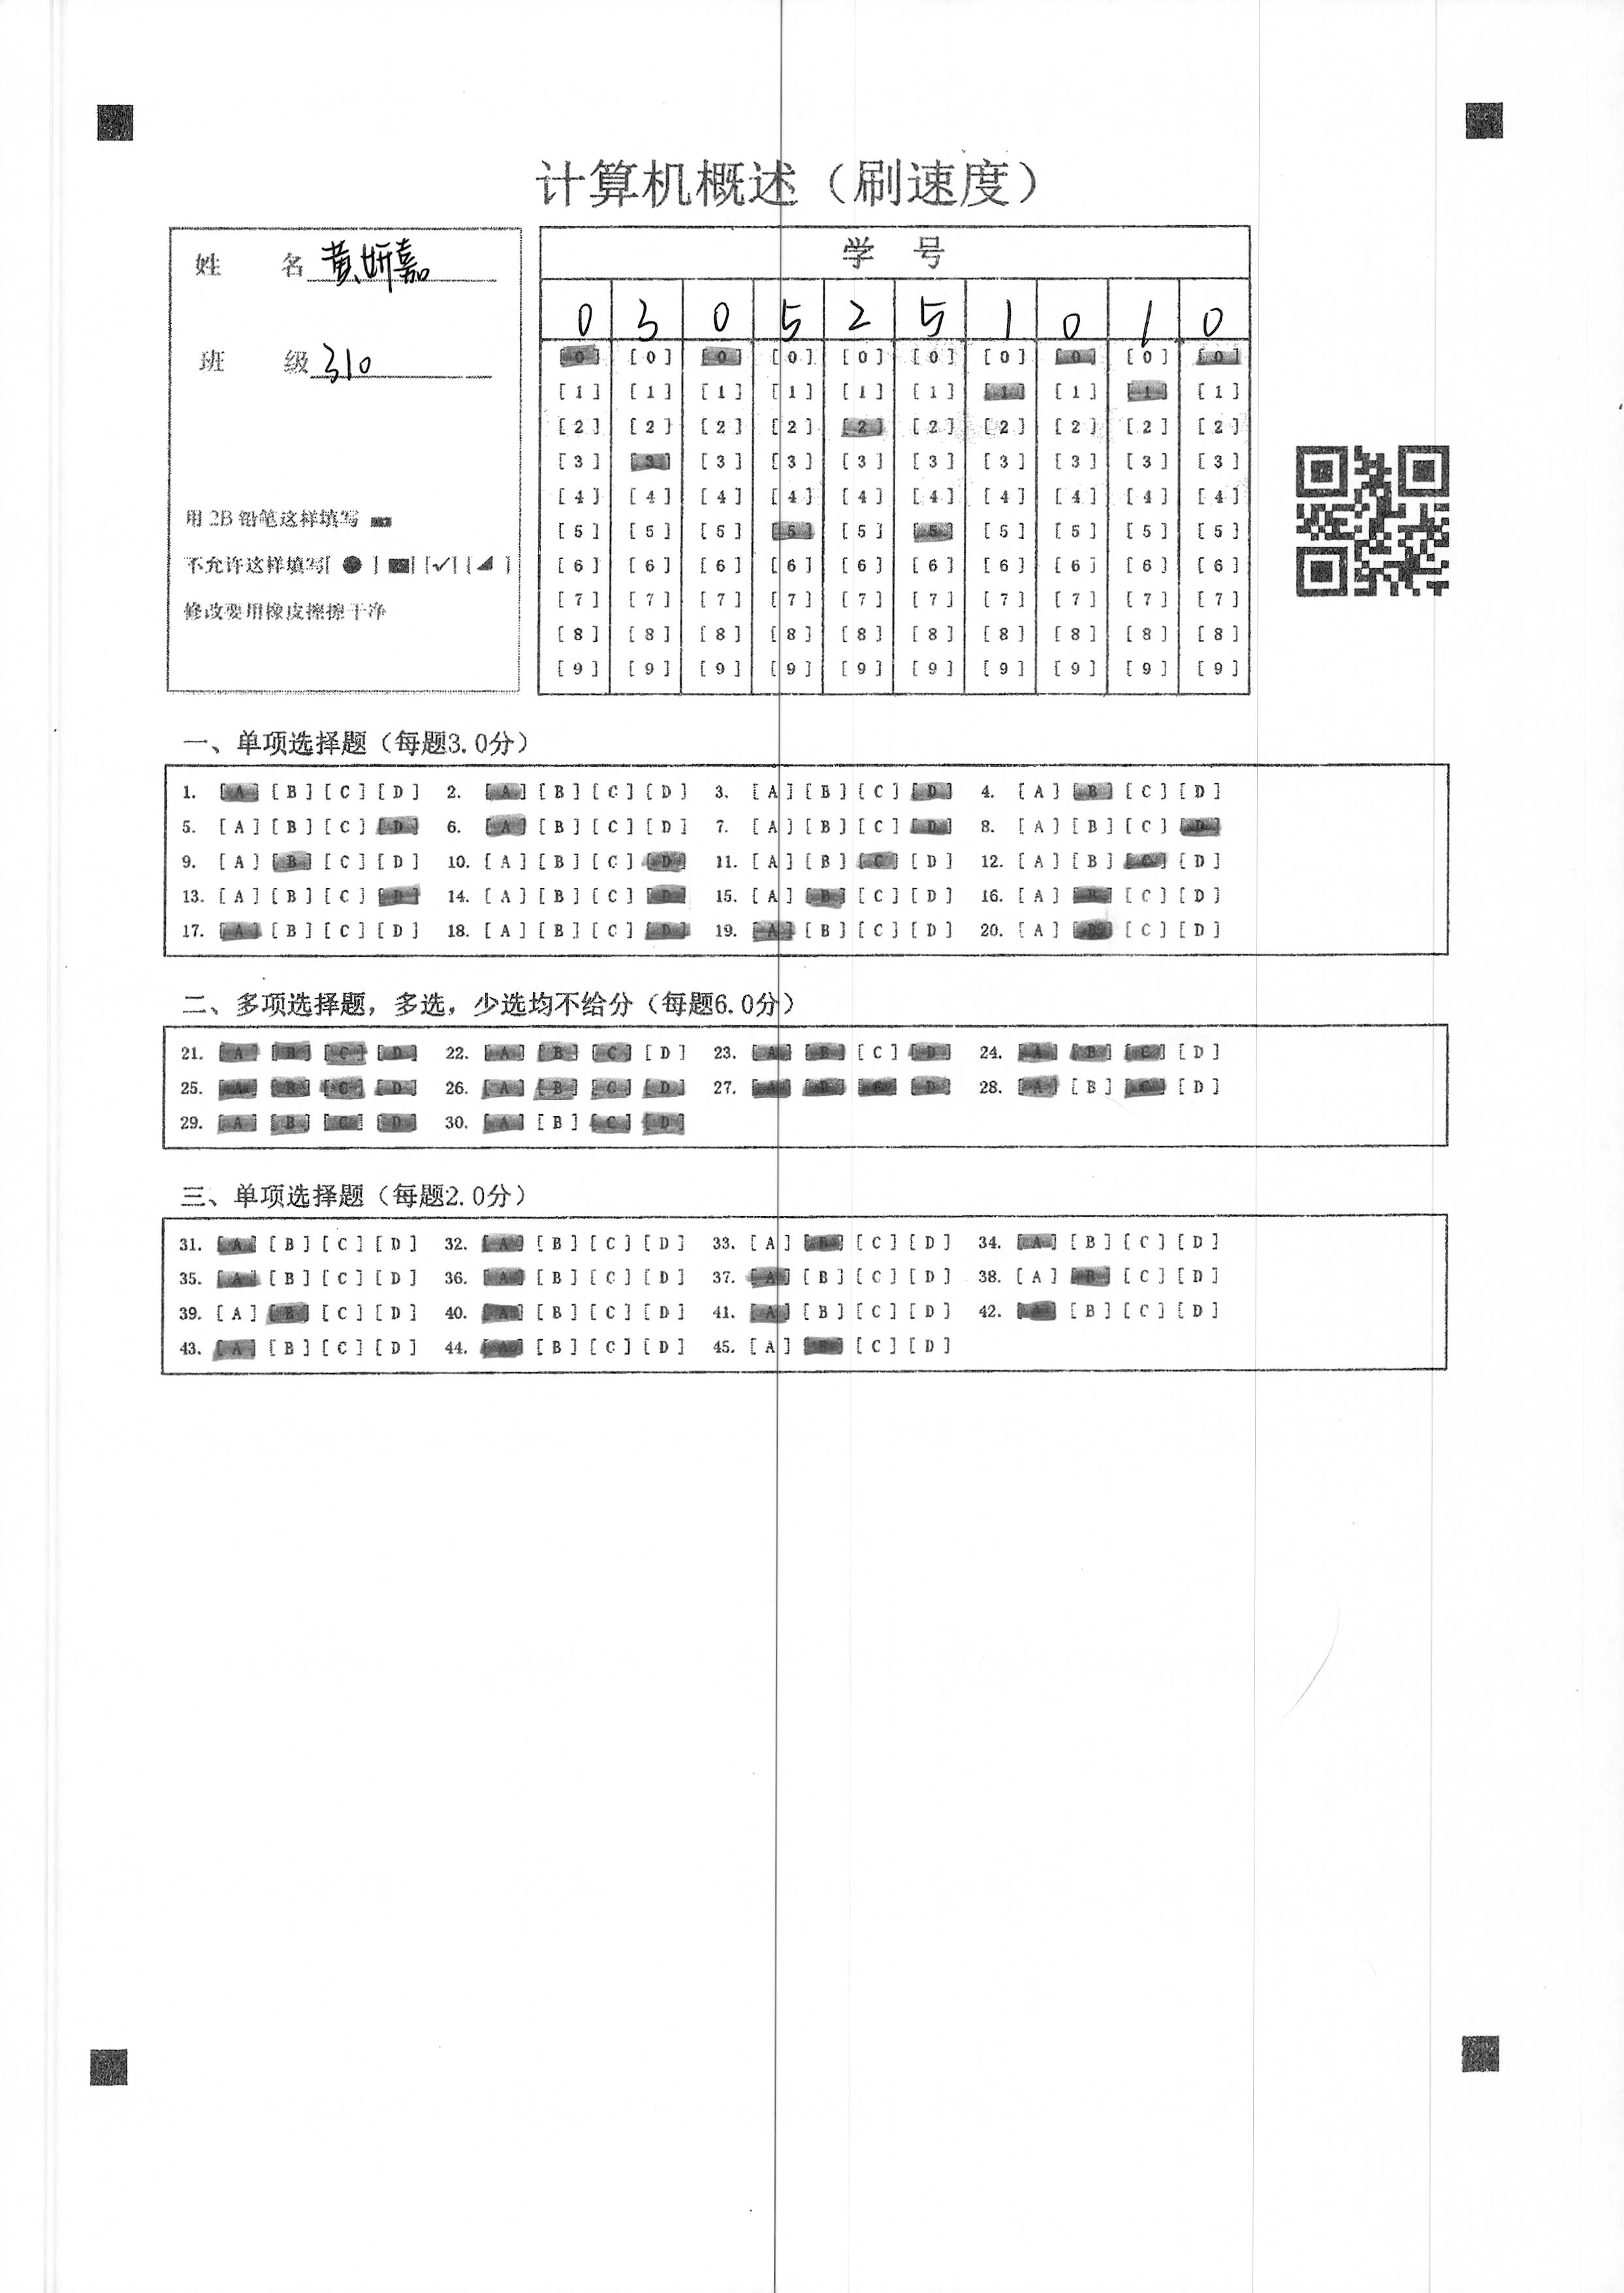 计算机概述（刷速度）
姓 名 黄妍嘉
班 级 310
用 2B 铅笔这样填写
不允许这样填写[ ● ] [ ] [✓] [ ]
修改要用橡皮擦擦干净
学 号
0 3 0 5 2 5 1 0 1 0
[0] [0] [0] [0] [0] [0] [0] [0] [0] [0]
[1] [1] [1] [1] [1] [1] [1] [1] [1] [1]
[2] [2] [2] [2] [2] [2] [2] [2] [2] [2]
[3] [3] [3] [3] [3] [3] [3] [3] [3] [3]
[4] [4] [4] [4] [4] [4] [4] [4] [4] [4]
[5] [5] [5] [5] [5] [5] [5] [5] [5] [5]
[6] [6] [6] [6] [6] [6] [6] [6] [6] [6]
[7] [7] [7] [7] [7] [7] [7] [7] [7] [7]
[8] [8] [8] [8] [8] [8] [8] [8] [8] [8]
[9] [9] [9] [9] [9] [9] [9] [9] [9] [9]
一、单项选择题（每题3.0分）
1. [A] [B] [C] [D] 2. [A] [B] [C] [D] 3. [A] [B] [C] [D] 4. [A] [B] [C] [D]
5. [A] [B] [C] [D] 6. [A] [B] [C] [D] 7. [A] [B] [C] [D] 8. [A] [B] [C] [D]
9. [A] [B] [C] [D] 10. [A] [B] [C] [D] 11. [A] [B] [C] [D] 12. [A] [B] [C] [D]
13. [A] [B] [C] [D] 14. [A] [B] [C] [D] 15. [A] [B] [C] [D] 16. [A] [B] [C] [D]
17. [A] [B] [C] [D] 18. [A] [B] [C] [D] 19. [A] [B] [C] [D] 20. [A] [B] [C] [D]
二、多项选择题，多选，少选均不给分（每题6.0分）
21. [A] [B] [C] [D] 22. [A] [B] [C] [D] 23. [A] [B] [C] [D] 24. [A] [B] [C] [D]
25. [A] [B] [C] [D] 26. [A] [B] [C] [D] 27. [A] [B] [C] [D] 28. [A] [B] [C] [D]
29. [A] [B] [C] [D] 30. [A] [B] [C] [D]
三、单项选择题（每题2.0分）
31. [A] [B] [C] [D] 32. [A] [B] [C] [D] 33. [A] [B] [C] [D] 34. [A] [B] [C] [D]
35. [A] [B] [C] [D] 36. [A] [B] [C] [D] 37. [A] [B] [C] [D] 38. [A] [B] [C] [D]
39. [A] [B] [C] [D] 40. [A] [B] [C] [D] 41. [A] [B] [C] [D] 42. [A] [B] [C] [D]
43. [A] [B] [C] [D] 44. [A] [B] [C] [D] 45. [A] [B] [C] [D]